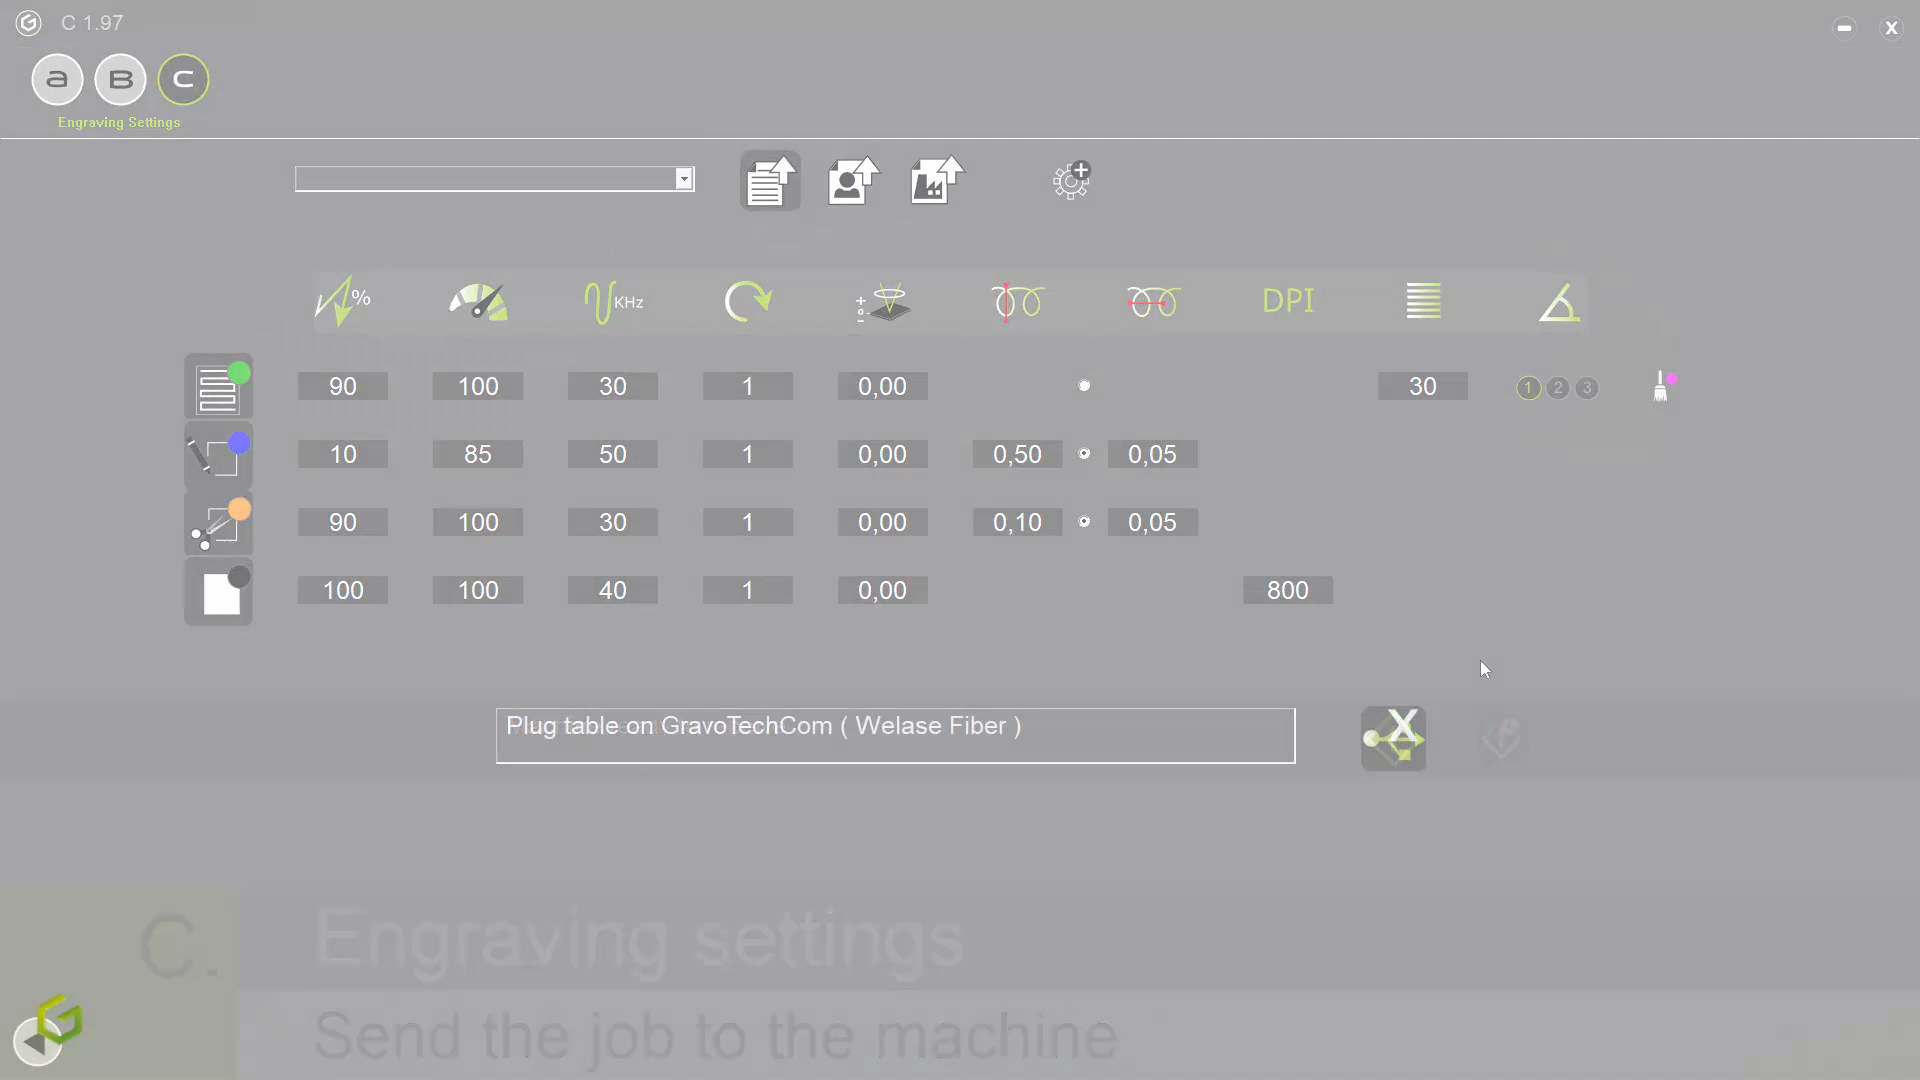 C 1.97
a B C
Engraving Settings
% KHz + o - DPI
90 100 30 1 0,00 30 1 2 3
10 85 50 1 0,00 0,50 0,05
90 100 30 1 0,00 0,10 0,05
100 100 40 1 0,00 800
Plug table on GravoTechCom ( Welase Fiber )
C. Engraving settings
Send the job to the machine